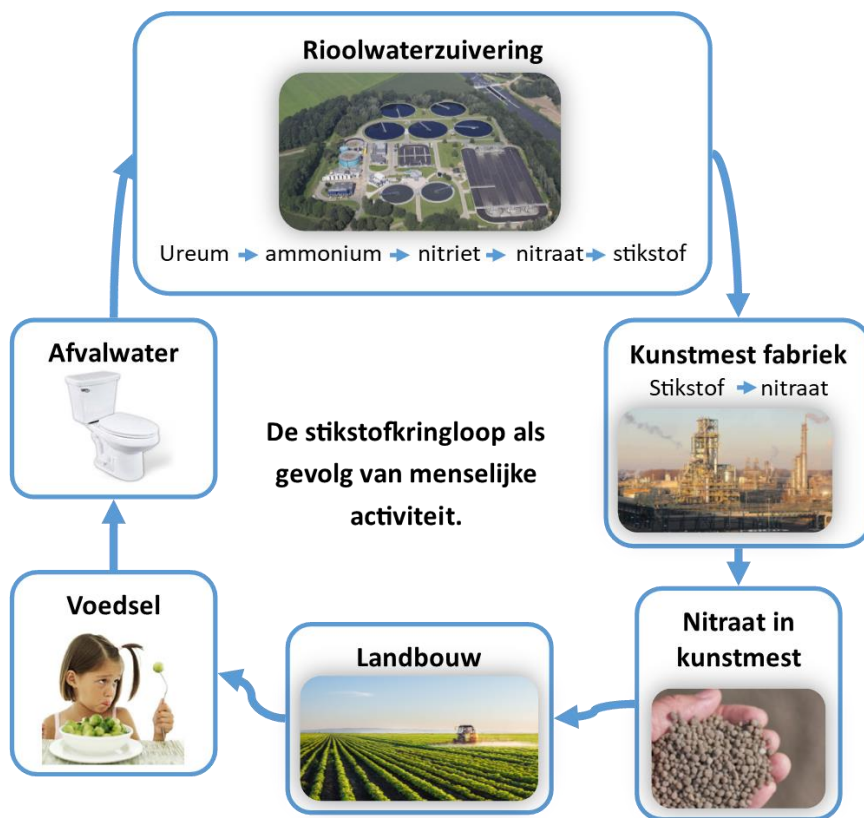 Rioolwaterzuivering
Ureum ammonium nitriet nitraat stikstof
Afvalwater
Kunstmest fabriek
Stikstof nitraat
De stikstofkringloop als
gevolg van menselijke
activiteit.
Voedsel
Landbouw
Nitraat in
kunstmest